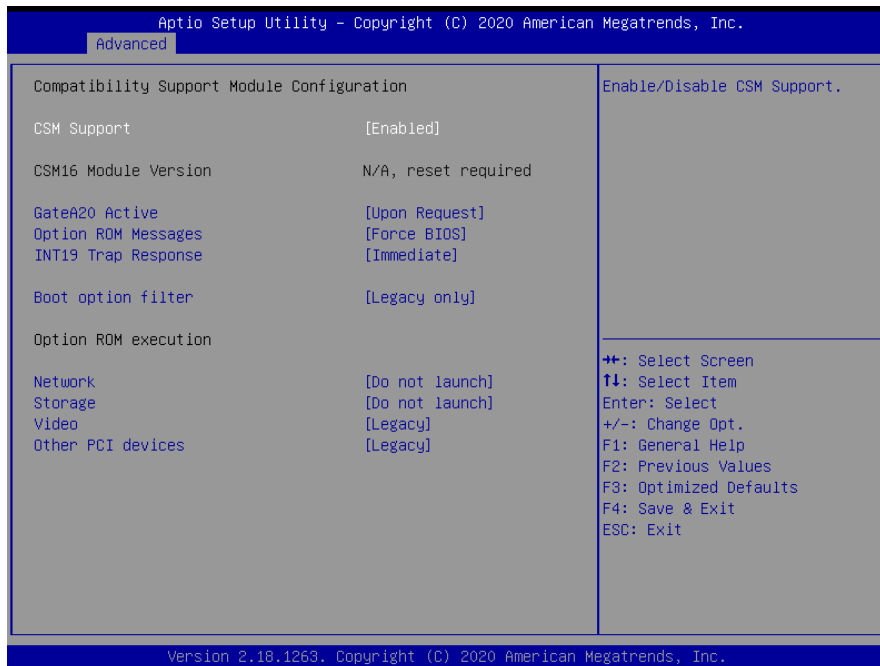 Aptio Setup Utility – Copyright (C) 2020 American Megatrends, Inc.
Advanced
Compatibility Support Module Configuration
CSM Support [Enabled]
CSM16 Module Version N/A, reset required
GateA20 Active [Upon Request]
Option ROM Messages [Force BIOS]
INT19 Trap Response [Immediate]
Boot option filter [Legacy only]
Option ROM execution
Network [Do not launch]
Storage [Do not launch]
Video [Legacy]
Other PCI devices [Legacy]
Enable/Disable CSM Support.
→←: Select Screen
↑↓: Select Item
Enter: Select
+/-: Change Opt.
F1: General Help
F2: Previous Values
F3: Optimized Defaults
F4: Save & Exit
ESC: Exit
Version 2.18.1263. Copyright (C) 2020 American Megatrends, Inc.